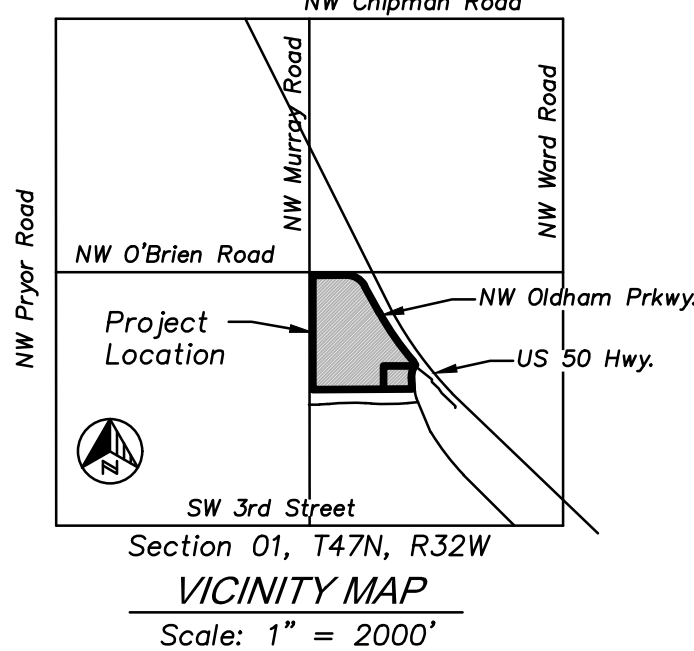 NW Chipman Road
NW Murray Road
NW Ward Road
NW Pryor Road
NW O'Brien Road
NW Oldham Prkwy.
Project
Location
US 50 Hwy.
N
SW 3rd Street
Section 01, T47N, R32W
VICINITY MAP
Scale: 1" = 2000'